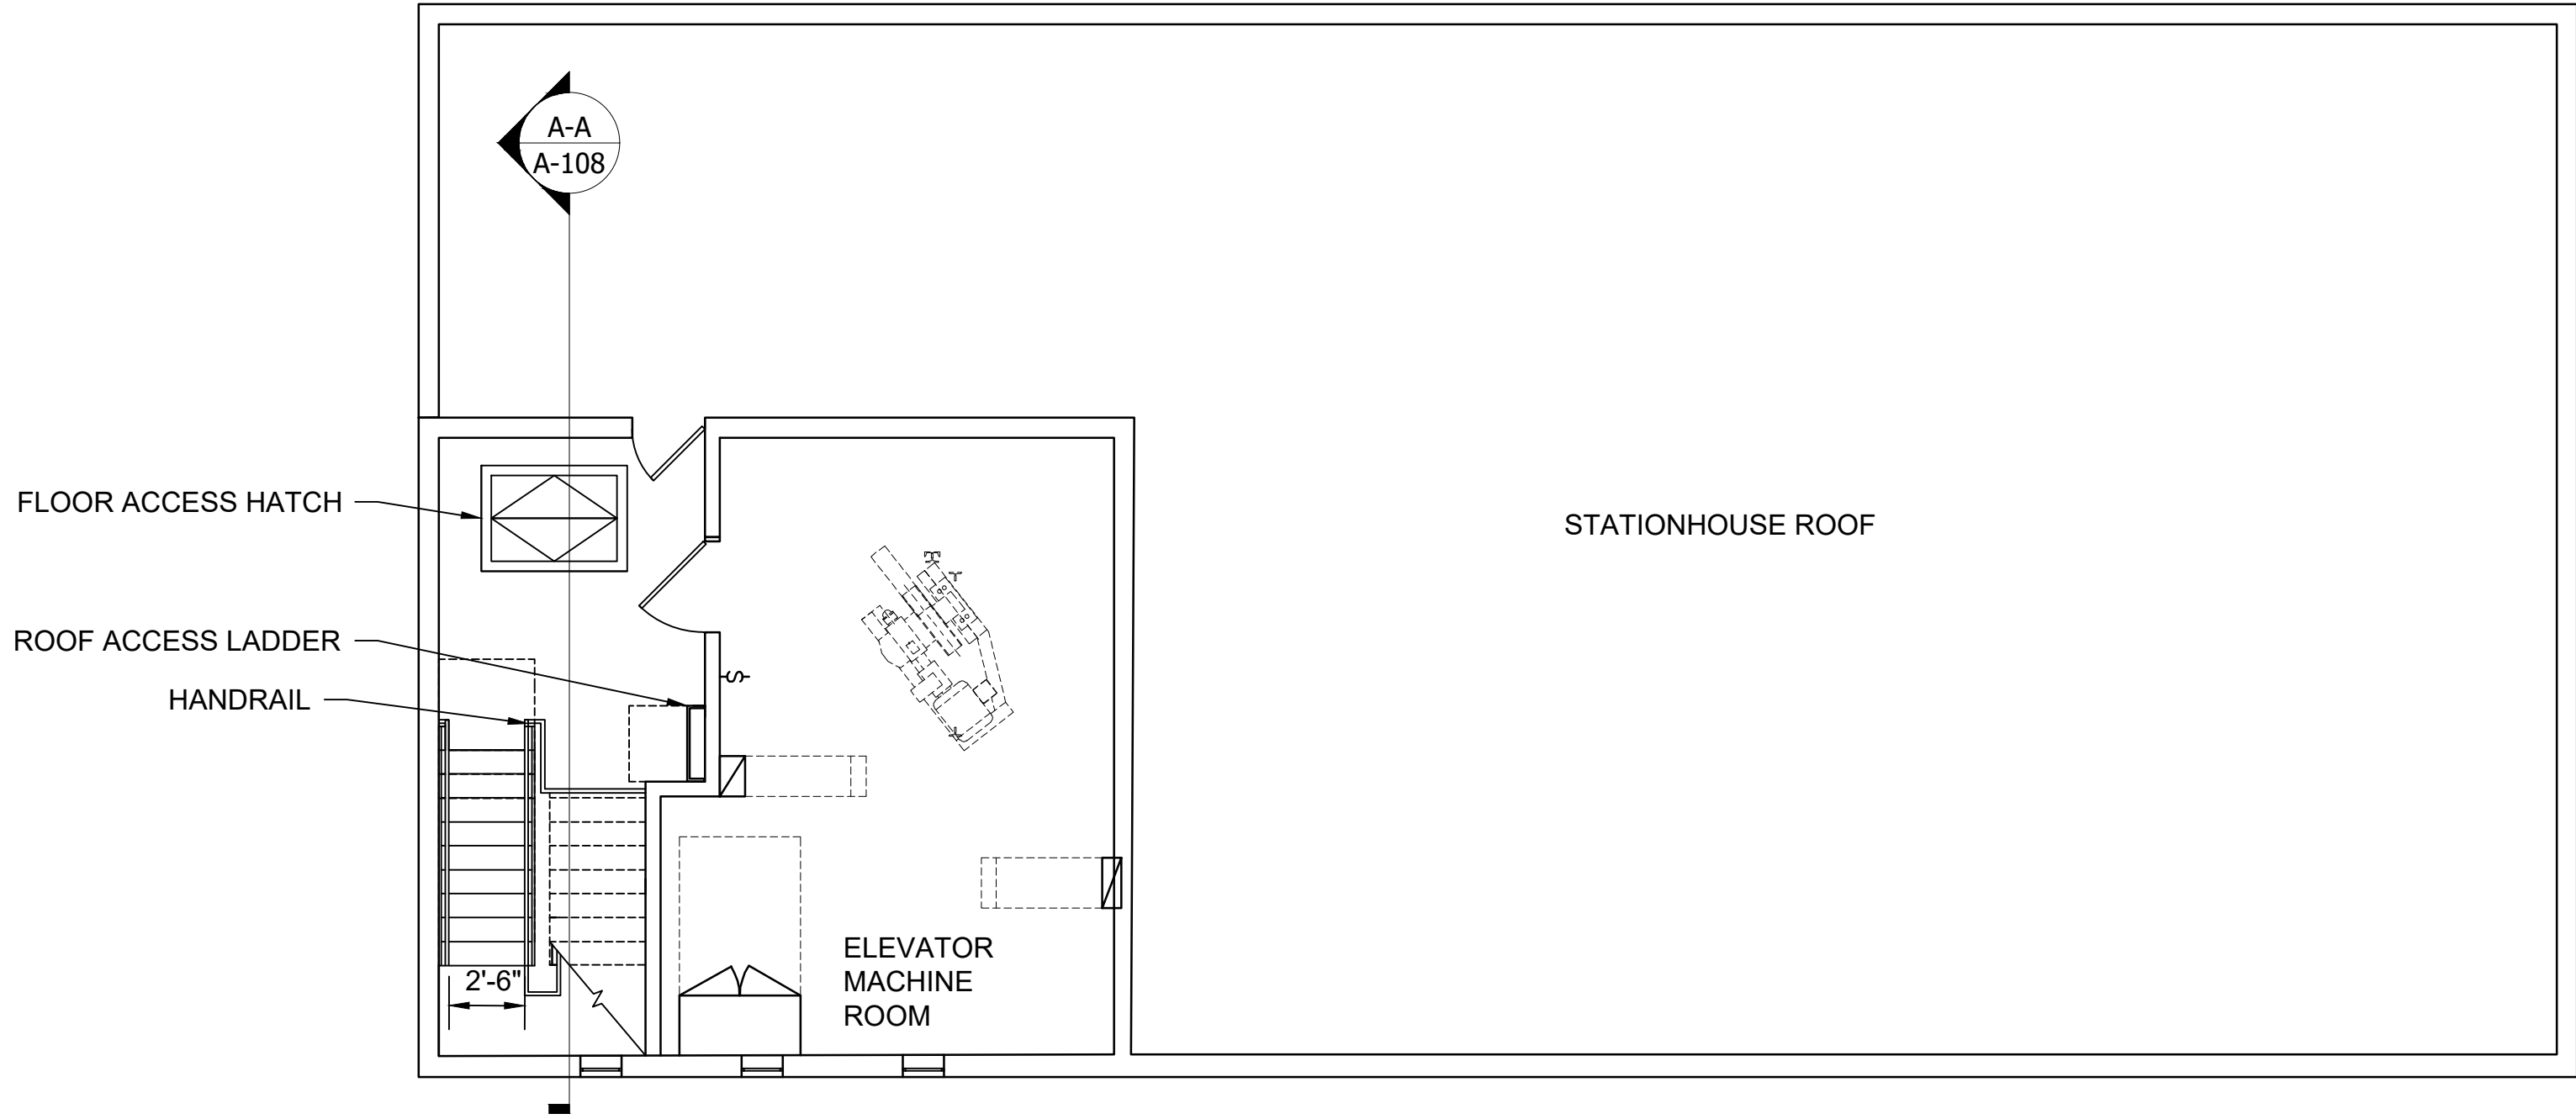 A-A
A-108
FLOOR ACCESS HATCH
STATIONHOUSE ROOF
ROOF ACCESS LADDER
S
HANDRAIL
ELEVATOR
MACHINE
ROOM
2'-6"